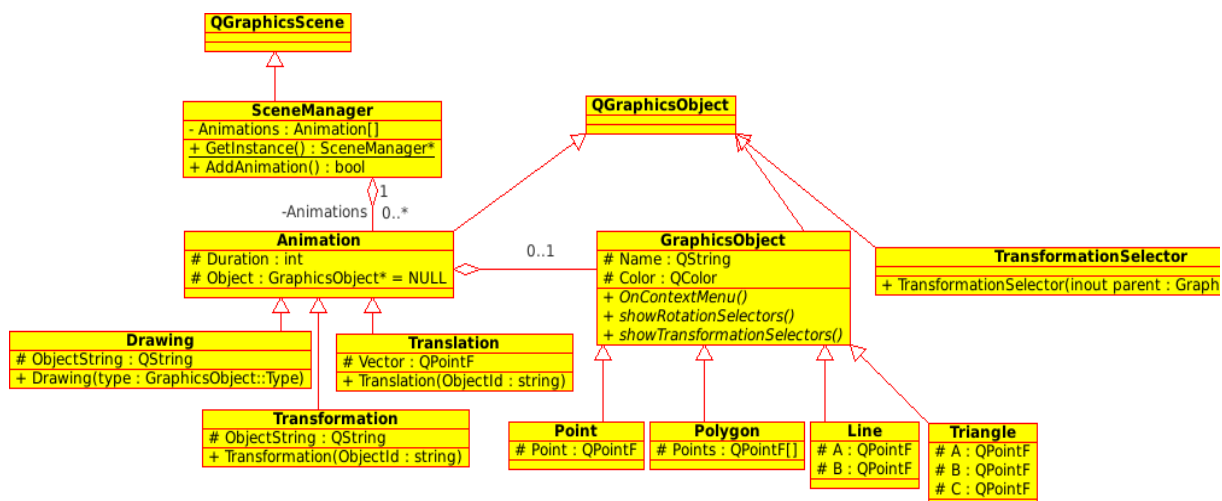 QGraphicsScene
SceneManager
- Animations : Animation[]
+ GetInstance() : SceneManager*
+ AddAnimation() : bool
QGraphicsObject
1
-Animations
0..*
Animation
# Duration : int
# Object : GraphicsObject* = NULL
0..1
GraphicsObject
# Name : QString
# Color : QColor
+ OnContextMenu()
+ showRotationSelectors()
+ showTransformationSelectors()
TransformationSelector
+ TransformationSelector(inout parent : Graph
Drawing
# ObjectString : QString
+ Drawing(type : GraphicsObject::Type)
Translation
# Vector : QPointF
+ Translation(ObjectId : string)
Transformation
# ObjectString : QString
+ Transformation(ObjectId : string)
Point
# Point : QPointF
Polygon
# Points : QPointF[]
Line
# A : QPointF
# B : QPointF
Triangle
# A : QPointF
# B : QPointF
# C : QPointF